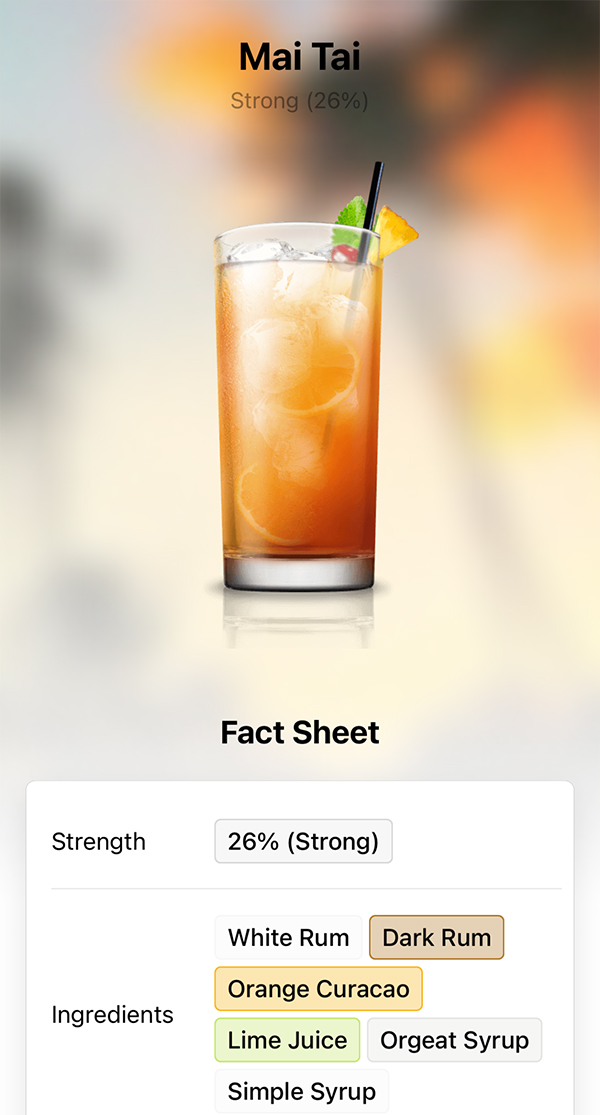 Mai Tai
Strong (26%)
Fact Sheet
Strength 26% (Strong)
White Rum Dark Rum
Orange Curacao
Ingredients
Lime Juice Orgeat Syrup
Simple Syrup